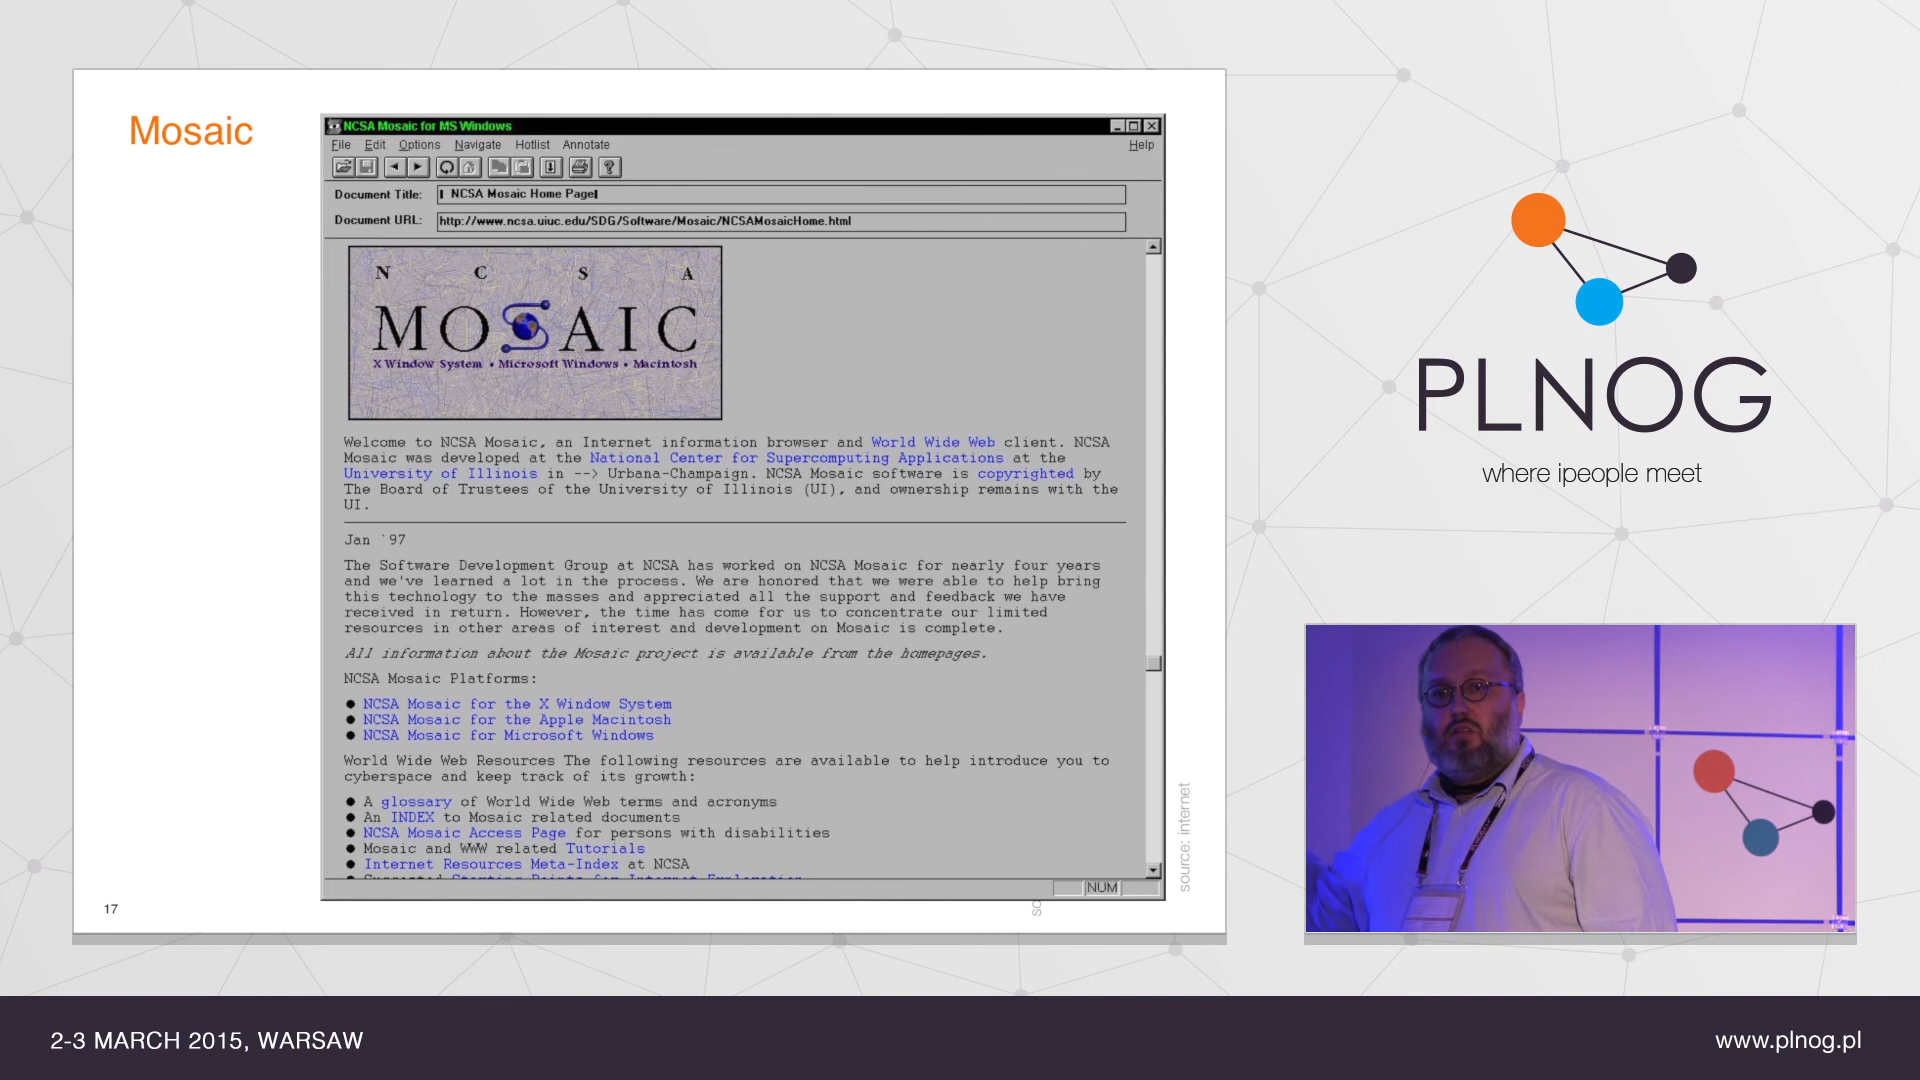 Mosaic
NCSA Mosaic for MS Windows
File Edit Options Navigate Hotlist Annotate Help
Document Title: NCSA Mosaic Home Page
Document URL: http://www.ncsa.uiuc.edu/SDG/Software/Mosaic/NCSAMosaicHome.html
N C S A
MOSAIC
X Window System • Microsoft Windows • Macintosh
Welcome to NCSA Mosaic, an Internet information browser and World Wide Web client. NCSA
Mosaic was developed at the National Center for Supercomputing Applications at the
University of Illinois in --> Urbana-Champaign. NCSA Mosaic software is copyrighted by
The Board of Trustees of the University of Illinois (UI), and ownership remains with the
UI.
Jan `97
The Software Development Group at NCSA has worked on NCSA Mosaic for nearly four years
and we've learned a lot in the process. We are honored that we were able to help bring
this technology to the masses and appreciated all the support and feedback we have
received in return. However, the time has come for us to concentrate our limited
resources in other areas of interest and development on Mosaic is complete.
All information about the Mosaic project is available from the homepages.
NCSA Mosaic Platforms:
● NCSA Mosaic for the X Window System
● NCSA Mosaic for the Apple Macintosh
● NCSA Mosaic for Microsoft Windows
World Wide Web Resources The following resources are available to help introduce you to
cyberspace and keep track of its growth:
● A glossary of World Wide Web terms and acronyms
● An INDEX to Mosaic related documents
● NCSA Mosaic Access Page for persons with disabilities
● Mosaic and WWW related Tutorials
● Internet Resources Meta-Index at NCSA
● Suggested Starting Points for Internet Exploration
NUM
source: internet
17
PLNOG
where ipeople meet
2-3 MARCH 2015, WARSAW
www.plnog.pl